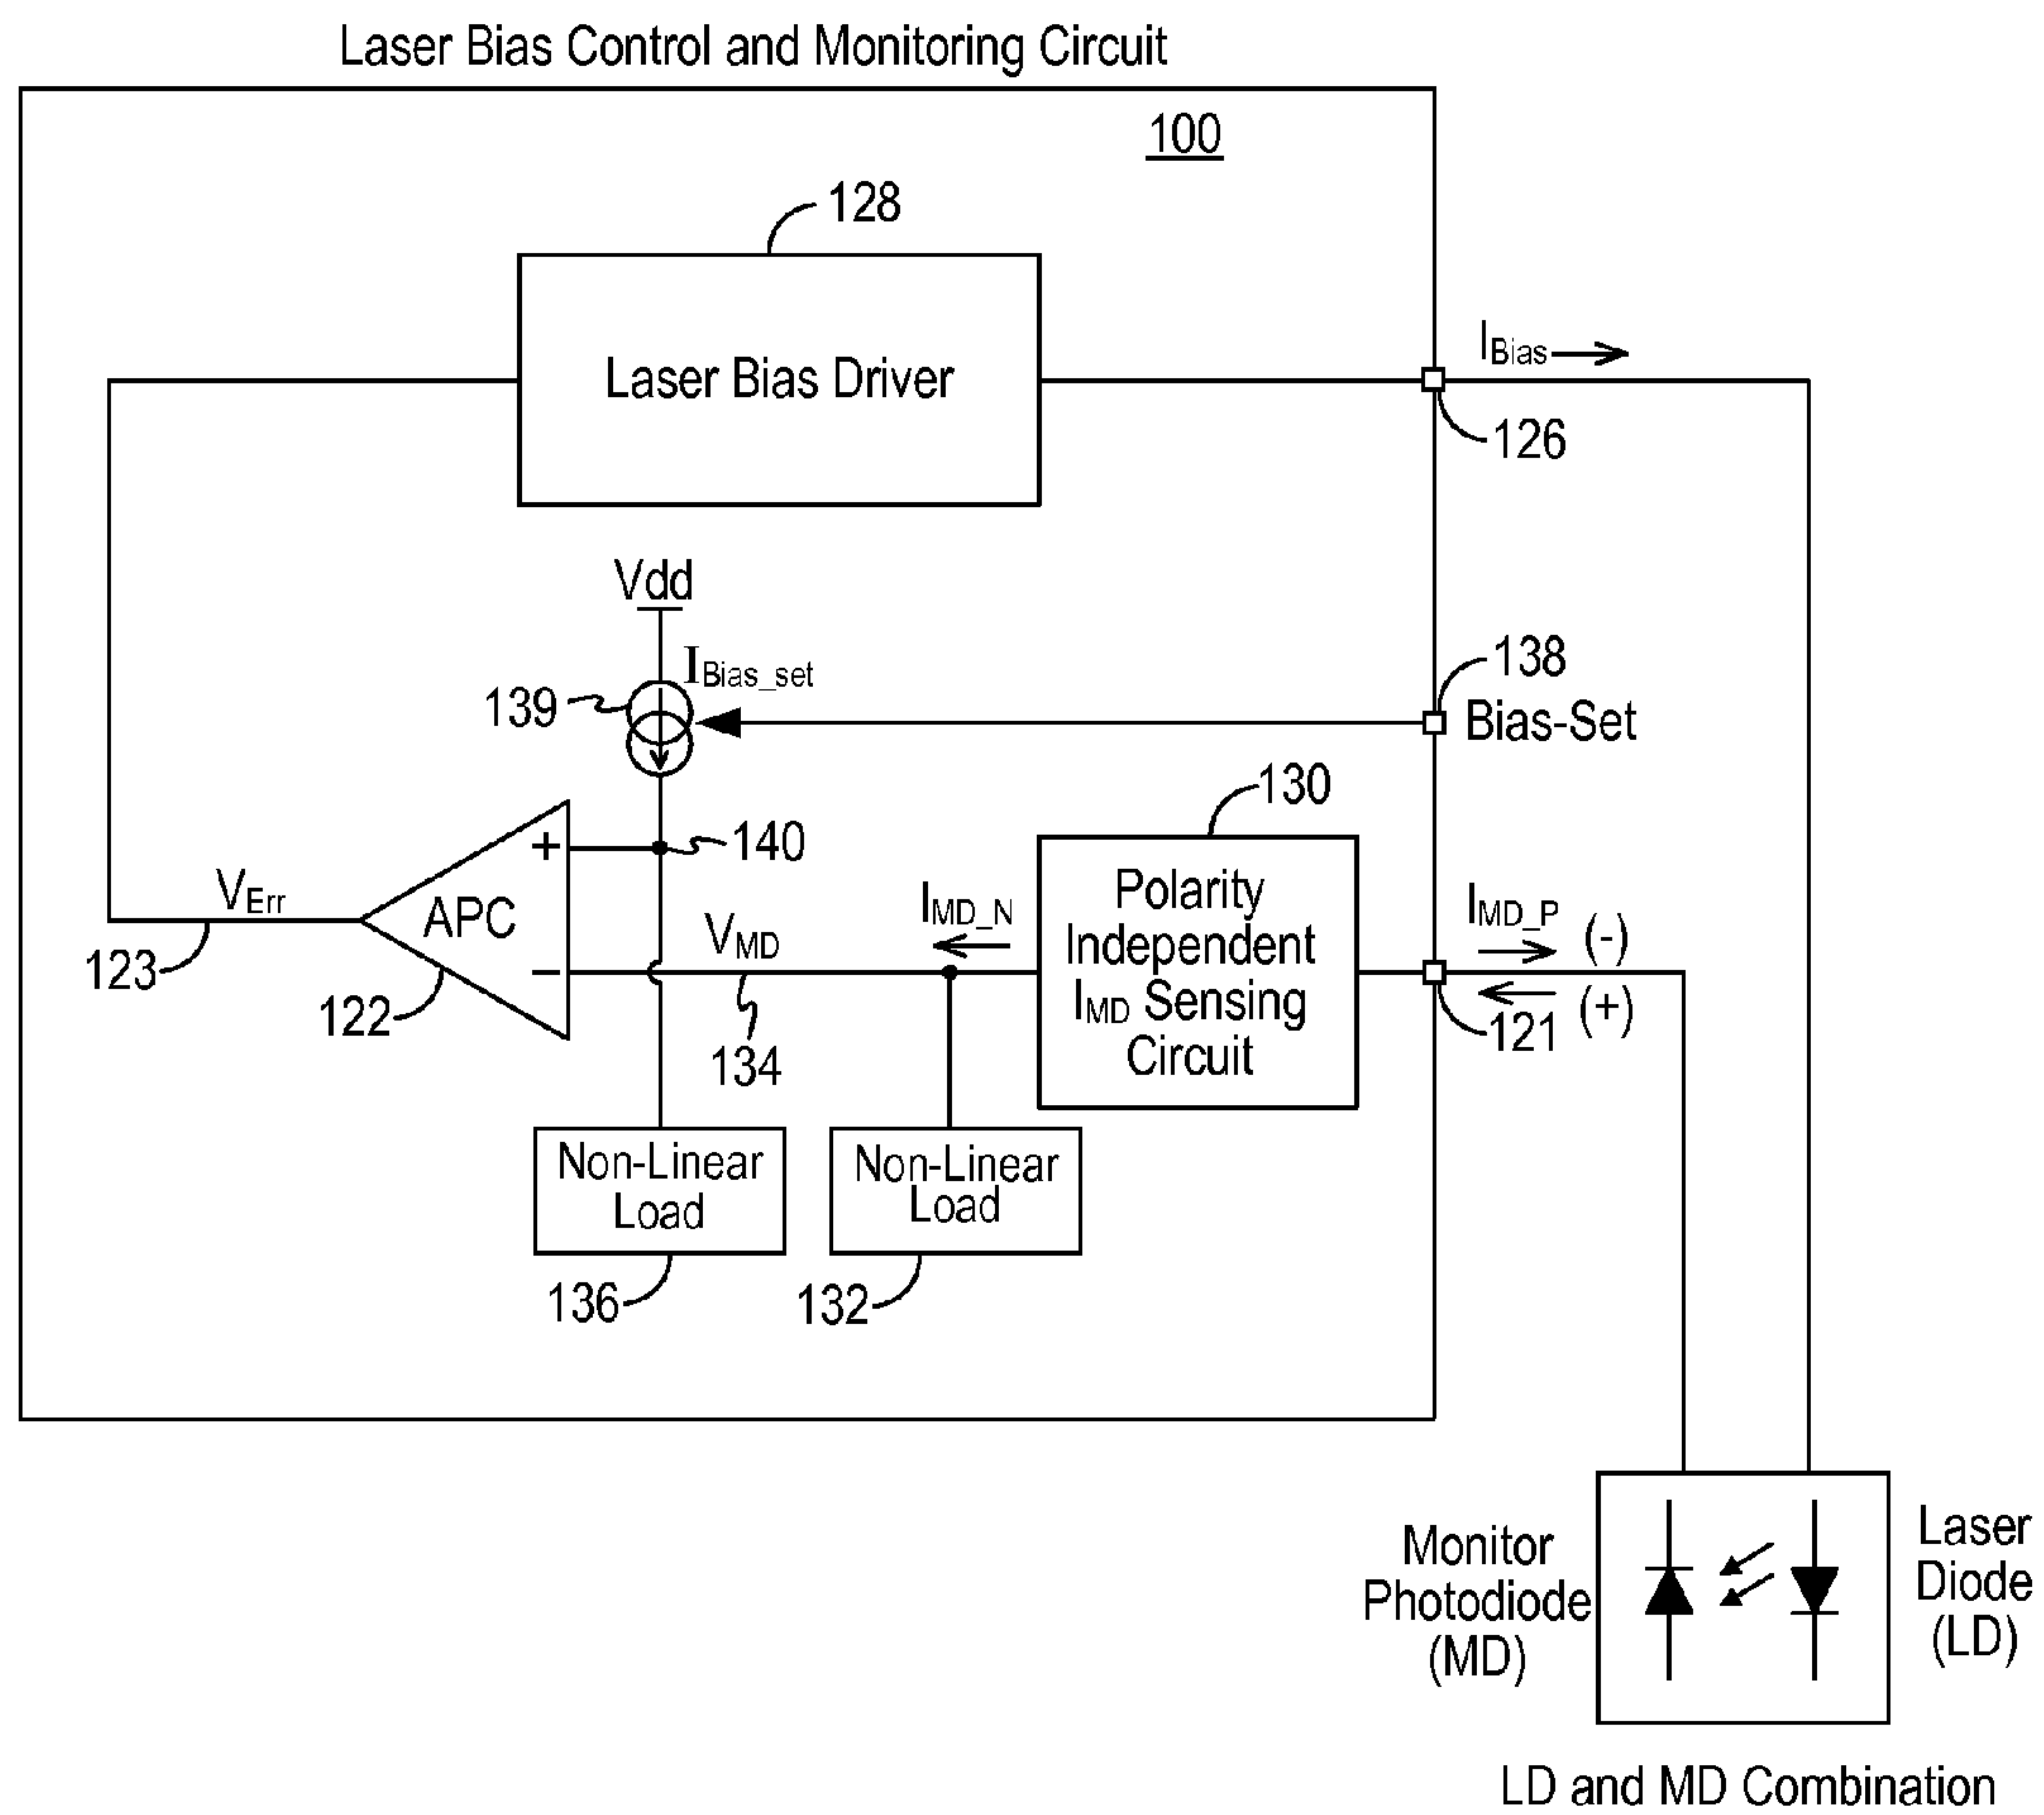 Laser Bias Control and Monitoring Circuit
100
128
Laser Bias Driver
IBias
126
Vdd
IBias_set
139
138
Bias-Set
130
140
+
APC
VErr
123
122
−
VMD
134
IMD_N
Polarity
Independent
IMD Sensing
Circuit
IMD_P
(-)
(+)
121
Non-Linear
Load
136
Non-Linear
Load
132
Monitor
Photodiode
(MD)
Laser
Diode
(LD)
LD and MD Combination